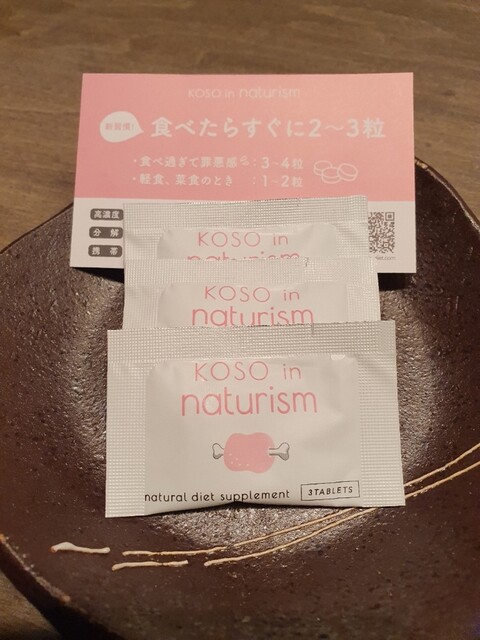 KOSO in naturism
新習慣!
食べたらすぐに2～3粒
・食べ過ぎて罪悪感 : 3~4粒
・軽食、菜食のとき : 1~2粒
高濃度
分解
携帯
KOSO in
naturism
KOSO in
naturism
KOSO in
naturism
natural diet supplement
3TABLETS